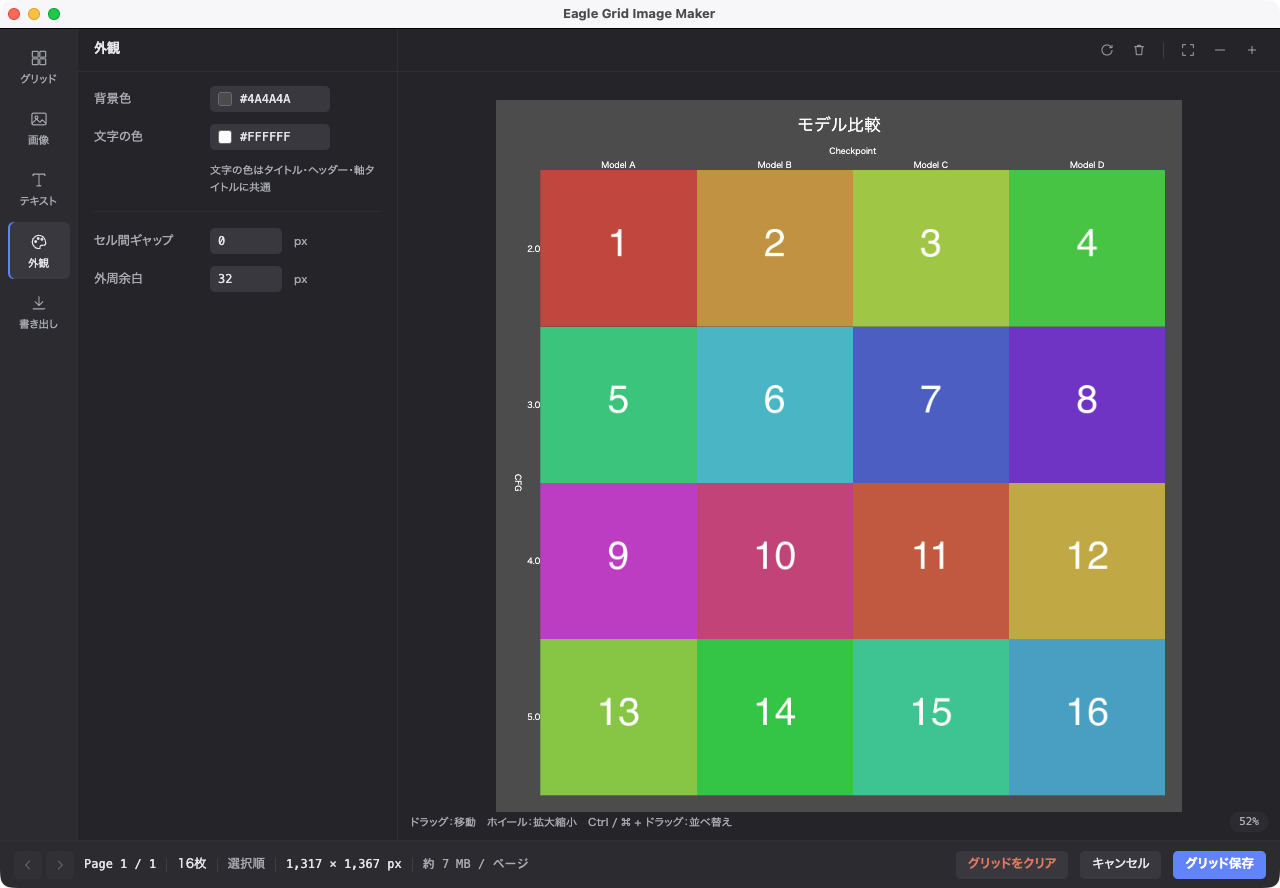 Eagle Grid Image Maker
グリッド
画像
テキスト
外観
書き出し
外観
背景色 #4A4A4A
文字の色 #FFFFFF
文字の色はタイトル・ヘッダー・軸タ
イトルに共通
セル間ギャップ 0 px
外周余白 32 px
モデル比較
Checkpoint
Model A Model B Model C Model D
2.0 1 2 3 4
3.0 5 6 7 8
CFG
4.0 9 10 11 12
5.0 13 14 15 16
ドラッグ:移動 ホイール:拡大縮小 Ctrl / ⌘ + ドラッグ:並べ替え
52%
Page 1 / 1 16枚 選択順 1,317 × 1,367 px 約 7 MB / ページ
グリッドをクリア キャンセル グリッド保存